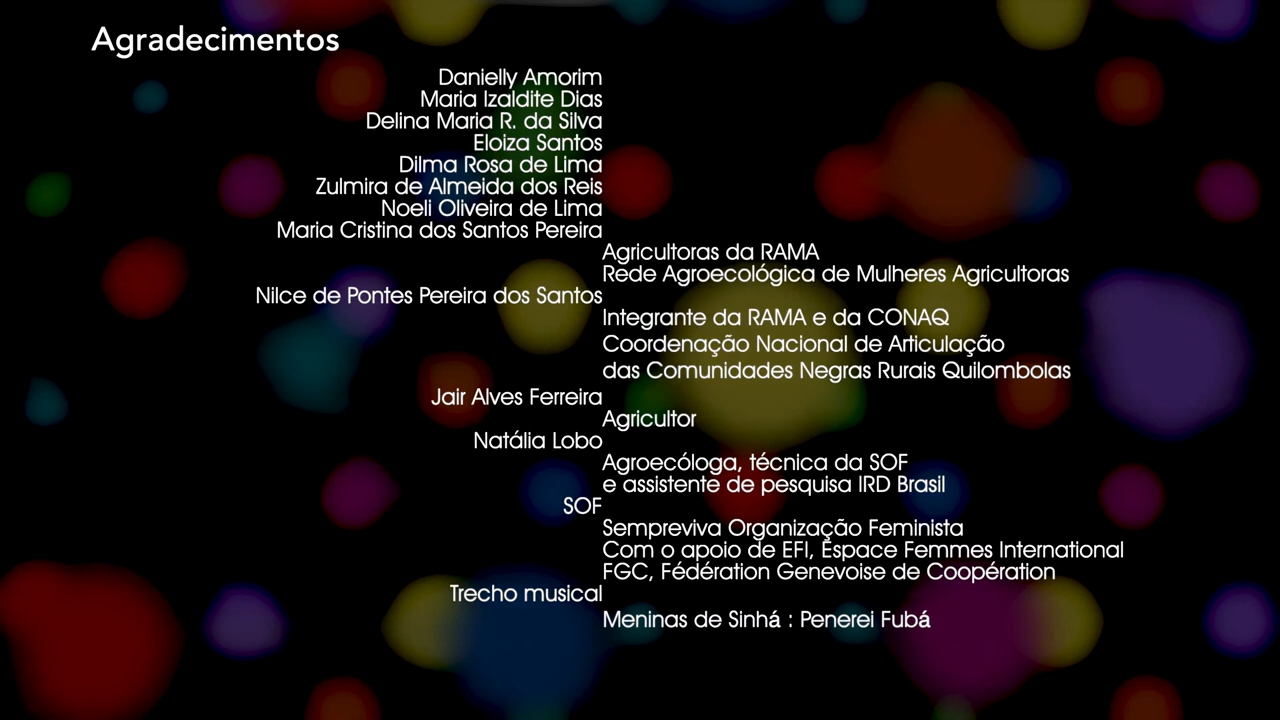 Agradecimentos
Danielly Amorim
Maria Izaldite Dias
Delina Maria R. da Silva
Eloiza Santos
Dilma Rosa de Lima
Zulmira de Almeida dos Reis
Noeli Oliveira de Lima
Maria Cristina dos Santos Pereira
Agricultoras da RAMA
Rede Agroecológica de Mulheres Agricultoras
Nilce de Pontes Pereira dos Santos
Integrante da RAMA e da CONAQ
Coordenação Nacional de Articulação
das Comunidades Negras Rurais Quilombolas
Jair Alves Ferreira
Agricultor
Natália Lobo
Agroecóloga, técnica da SOF
e assistente de pesquisa IRD Brasil
SOF
Sempreviva Organização Feminista
Com o apoio de EFI, Espace Femmes International
FGC, Fédération Genevoise de Coopération
Trecho musical
Meninas de Sinhá : Penerei Fubá